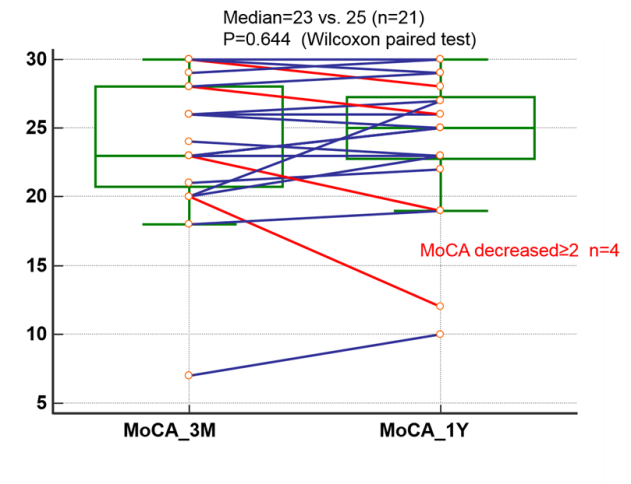 Median=23 vs. 25 (n=21)
P=0.644 (Wilcoxon paired test)
30
25
20
MoCA decreased≥2 n=4
15
10
5
MoCA_3M MoCA_1Y